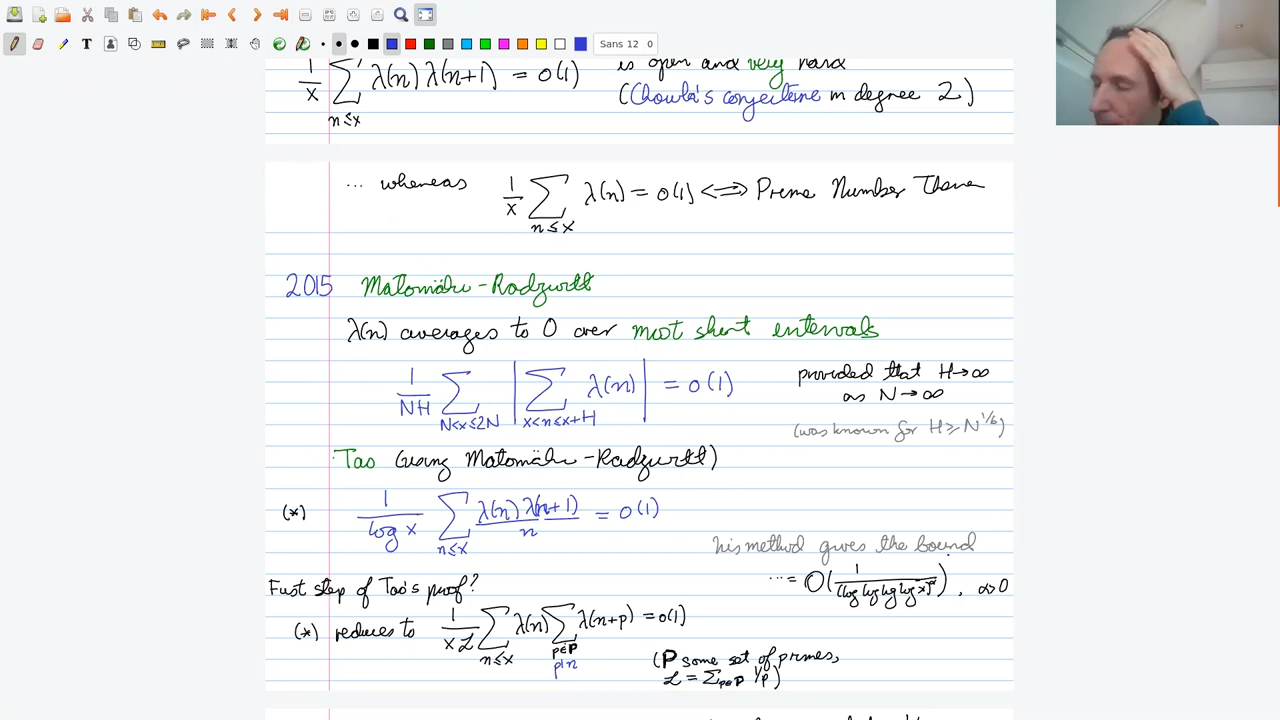 Sans 12 0
1/x ∑_{n≤x} λ(n) λ(n+1) = o(1) is open and very hard
(Chowla's conjecture in degree 2)
... whereas 1/x ∑_{n≤x} λ(n) = o(1) ⟺ Prime Number Theorem
2015 Matomäki-Radziwiłł
λ(n) averages to 0 over most short intervals
1/NH ∑_{N<x≤2N} |∑_{x<n≤x+H} λ(n)| = o(1) provided that H→∞
as N→∞
(was known for H ≥ N^{1/6})
Tao (using Matomäki-Radziwiłł)
(*) 1/log x ∑_{n≤x} λ(n) λ(n+1)/n = o(1)
His method gives the bound
... = O(1/(log log log log x)^α), α>0
First step of Tao's proof?
(*) reduces to 1/xL ∑_{n≤x} λ(n) ∑_{p∈P, p|n} λ(n+p) = o(1)
(P some set of primes,
L = ∑_{p∈P} 1/p)